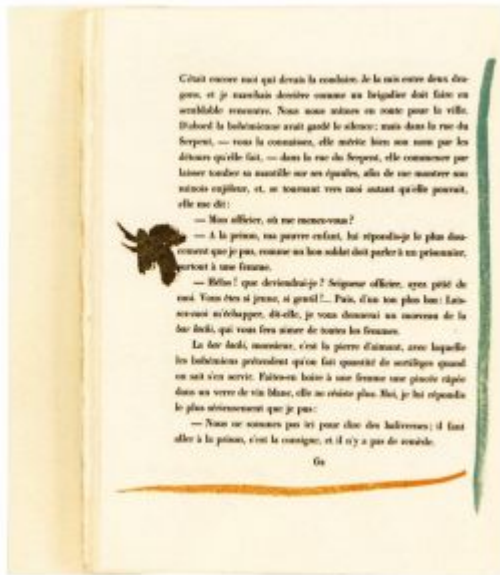 C'était encore moi qui devais la conduire. Je la mis entre deux dra-
gons, et je marchais derrière comme un brigadier doit faire en
semblable rencontre. Nous nous mîmes en route pour la ville.
D'abord la bohémienne avait gardé le silence; mais dans la rue du
Serpent, — vous la connaissez, elle mérite bien son nom par les
détours qu'elle fait, — dans la rue du Serpent, elle commence par
laisser tomber sa mantille sur ses épaules, afin de me montrer son
minois enjôleur, et, se tournant vers moi autant qu'elle pouvait,
elle me dit:
— Mon officier, où me menez-vous?
— A la prison, ma pauvre enfant, lui répondis-je le plus dou-
cement que je pus, comme un bon soldat doit parler à un prisonnier,
surtout à une femme.
— Hélas! que deviendrai-je? Seigneur officier, ayez pitié de
moi. Vous êtes si jeune, si gentil!... Puis, d'un ton plus bas: Lais-
sez-moi m'échapper, dit-elle, je vous donnerai un morceau de la
bar lachi, qui vous fera aimer de toutes les femmes.
La bar lachi, monsieur, c'est la pierre d'aimant, avec laquelle
les bohémiens prétendent qu'on fait quantité de sortilèges quand
on sait s'en servir. Faites-en boire à une femme une pincée râpée
dans un verre de vin blanc, elle ne résiste plus. Moi, je lui répondis
le plus sérieusement que je pus:
— Nous ne sommes pas ici pour dire des balivernes; il faut
aller à la prison, c'est la consigne, et il n'y a pas de remède.